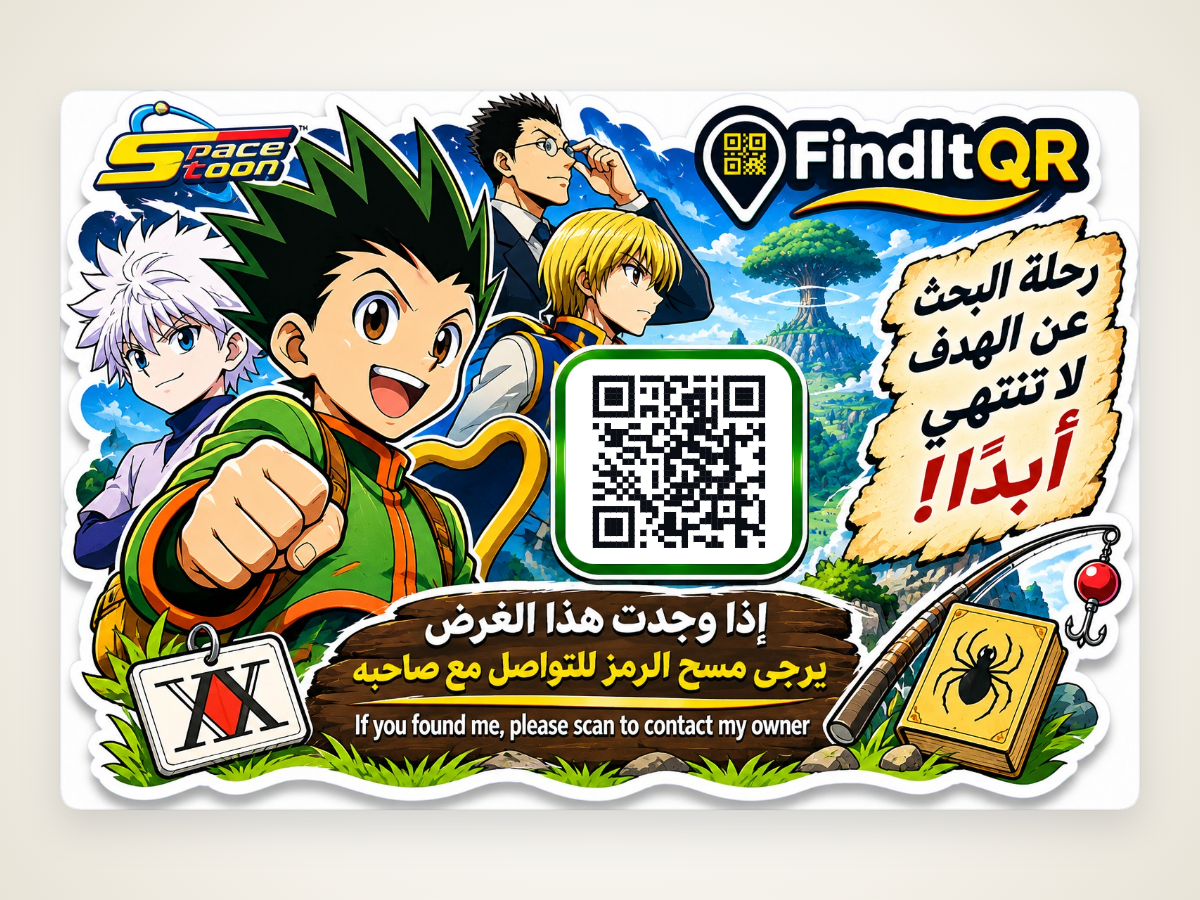 Space toon™
FindItQR
رحلة البحث
عن الهدف
لا تنتهي
أبدًا!
إذا وجدت هذا الغرض
يرجى مسح الرمز للتواصل مع صاحبه
If you found me, please scan to contact my owner